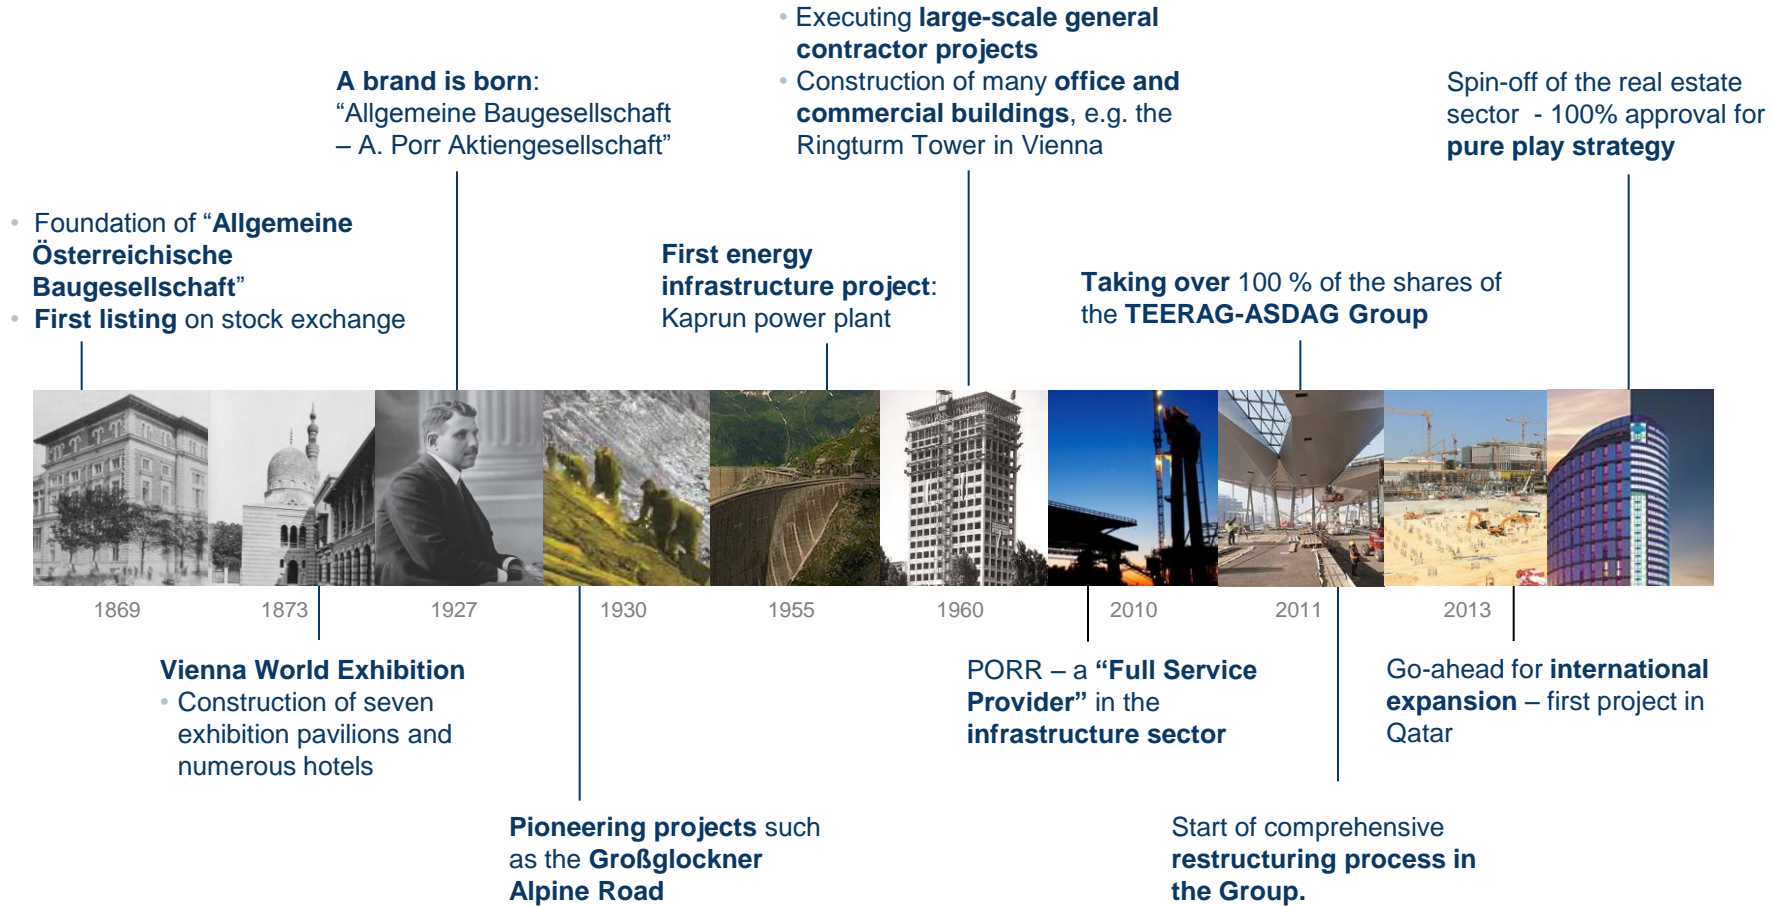 • Executing large-scale general
contractor projects
• Construction of many office and
commercial buildings, e.g. the
Ringturm Tower in Vienna
A brand is born:
“Allgemeine Baugesellschaft
– A. Porr Aktiengesellschaft”
Spin-off of the real estate
sector - 100% approval for
pure play strategy
• Foundation of “Allgemeine
Österreichische
Baugesellschaft”
• First listing on stock exchange
First energy
infrastructure project:
Kaprun power plant
Taking over 100 % of the shares of
the TEERAG-ASDAG Group
1869
1873
1927
1930
1955
1960
2010
2011
2013
Vienna World Exhibition
• Construction of seven
exhibition pavilions and
numerous hotels
PORR – a “Full Service
Provider” in the
infrastructure sector
Go-ahead for international
expansion – first project in
Qatar
Pioneering projects such
as the Großglockner
Alpine Road
Start of comprehensive
restructuring process in
the Group.